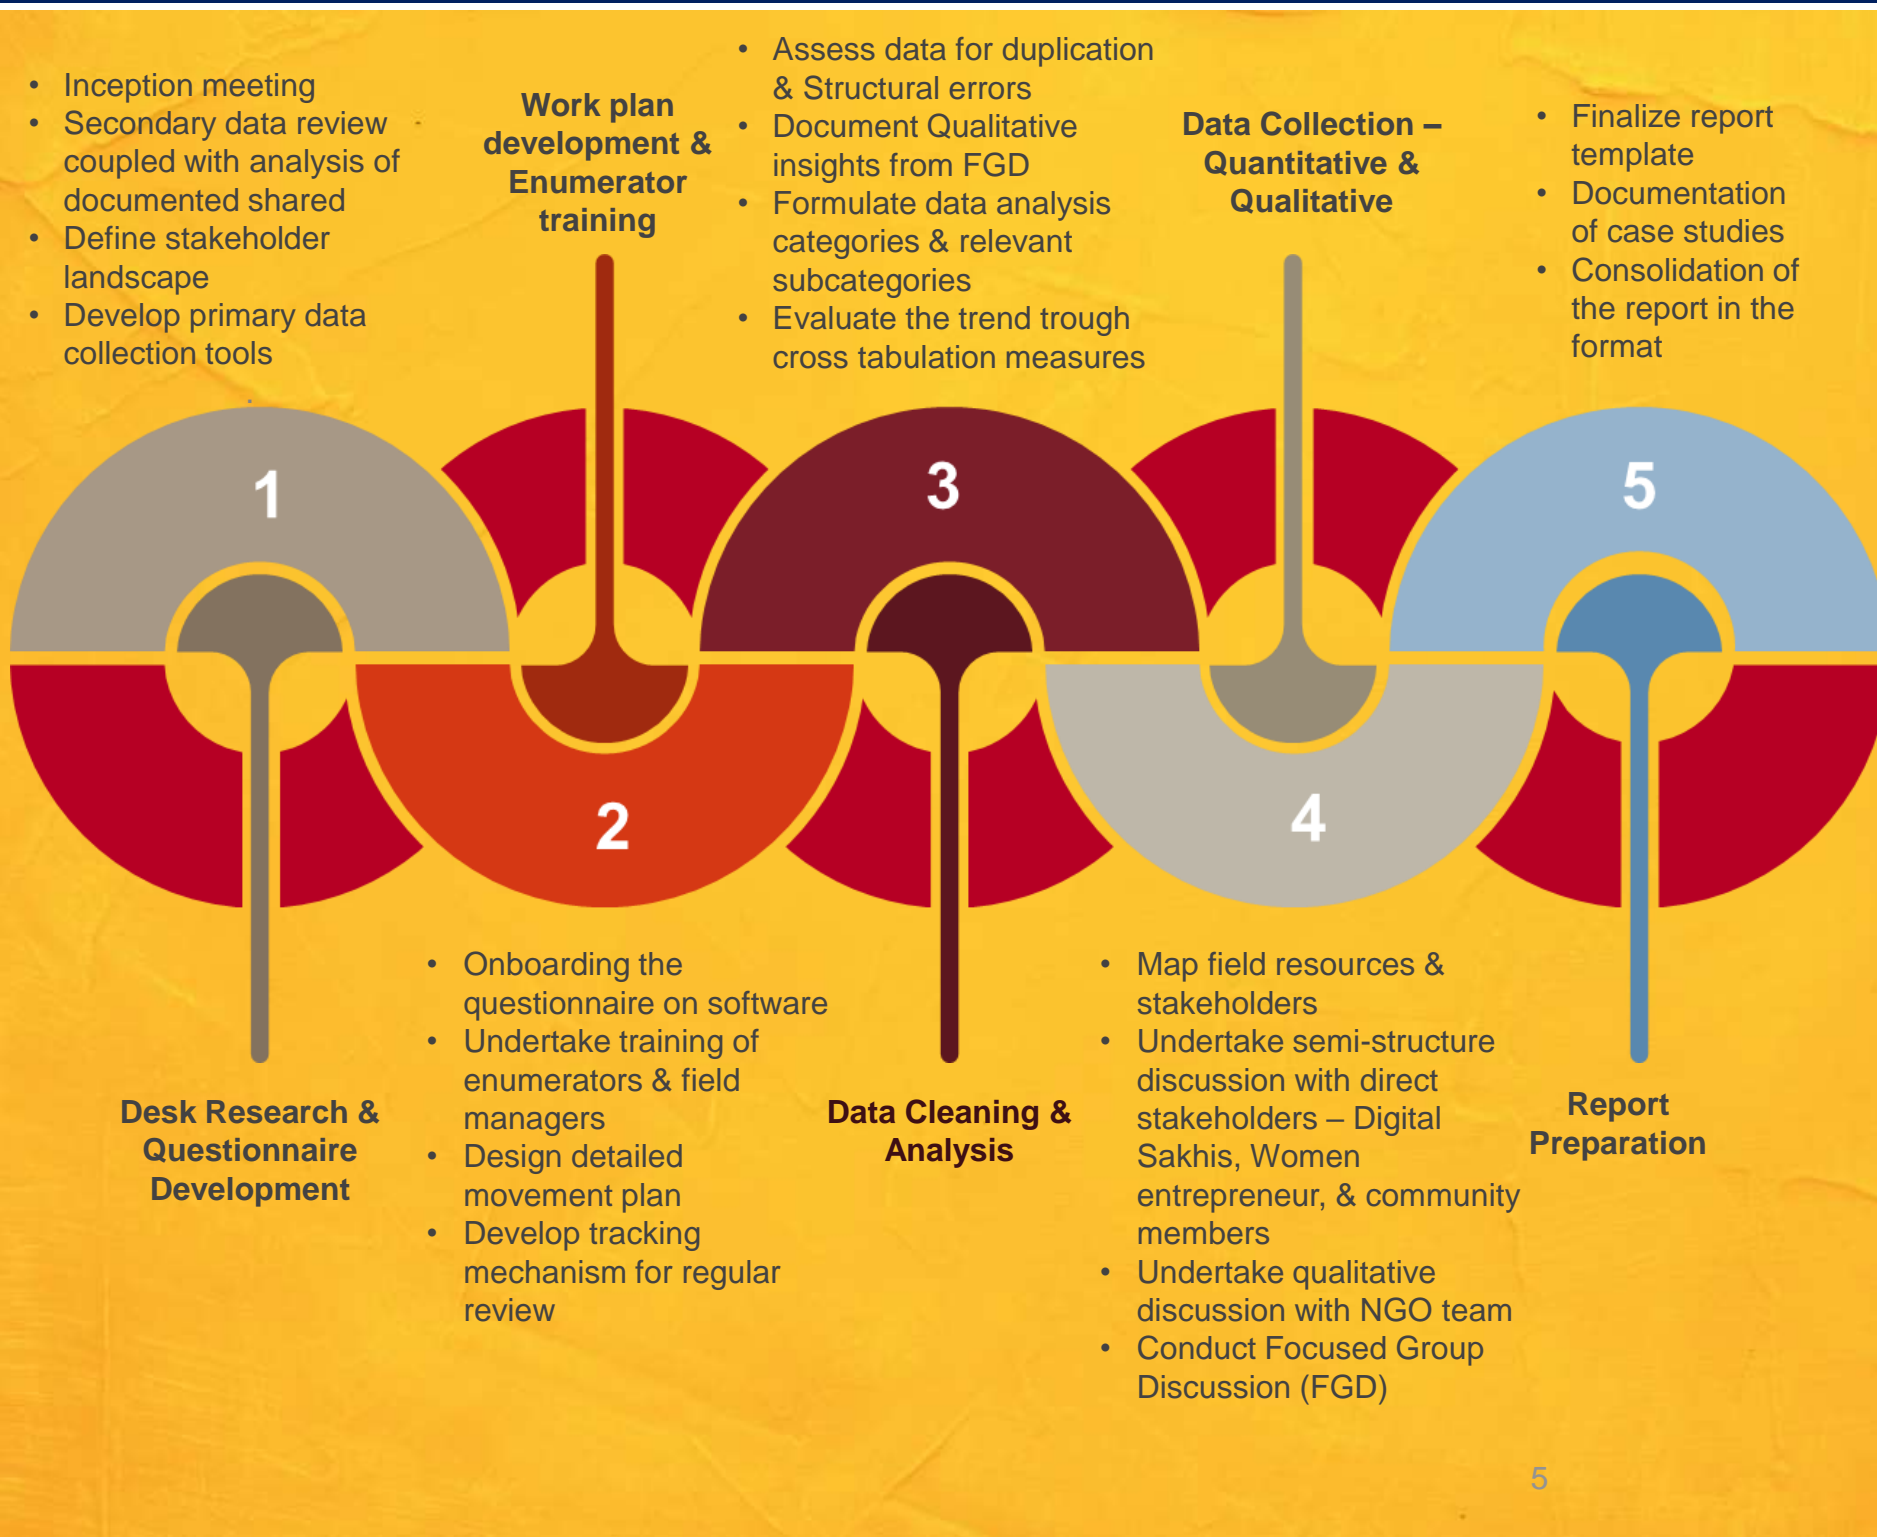 • Inception meeting
• Secondary data review
coupled with analysis of
documented shared
• Define stakeholder
landscape
• Develop primary data
collection tools
Work plan
development &
Enumerator
training
• Assess data for duplication
& Structural errors
• Document Qualitative
insights from FGD
• Formulate data analysis
categories & relevant
subcategories
• Evaluate the trend trough
cross tabulation measures
Data Collection –
Quantitative &
Qualitative
• Finalize report
template
• Documentation
of case studies
• Consolidation of
the report in the
format
1
3
5
2
4
Desk Research &
Questionnaire
Development
• Onboarding the
questionnaire on software
• Undertake training of
enumerators & field
managers
• Design detailed
movement plan
• Develop tracking
mechanism for regular
review
Data Cleaning &
Analysis
• Map field resources &
stakeholders
• Undertake semi-structure
discussion with direct
stakeholders – Digital
Sakhis, Women
entrepreneur, & community
members
• Undertake qualitative
discussion with NGO team
• Conduct Focused Group
Discussion (FGD)
Report
Preparation
5